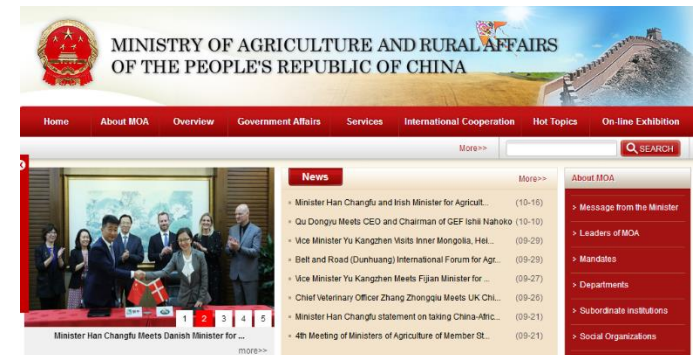 MINISTRY OF AGRICULTURE AND RURAL AFFAIRS
OF THE PEOPLE'S REPUBLIC OF CHINA
Home About MOA Overview Government Affairs Services International Cooperation Hot Topics On-line Exhibition
More>> SEARCH
News More>>
Minister Han Changfu and Irish Minister for Agricult... (10-16)
Qu Dongyu Meets CEO and Chairman of GEF Ishii Nahoko (10-10)
Vice Minister Yu Kangzhen Visits Inner Mongolia, Hei... (09-29)
Belt and Road (Dunhuang) International Forum for Agr... (09-29)
Vice Minister Yu Kangzhen Meets Fijian Minister for ... (09-27)
Chief Veterinary Officer Zhang Zhongqiu Meets UK Chi... (09-26)
Minister Han Changfu statement on taking China-Afric... (09-21)
4th Meeting of Ministers of Agriculture of Member St... (09-21)
1 2 3 4 5
Minister Han Changfu Meets Danish Minister for ...
more>>
About MOA
> Message from the Minister
> Leaders of MOA
> Mandates
> Departments
> Subordinate institutions
> Social Organizations